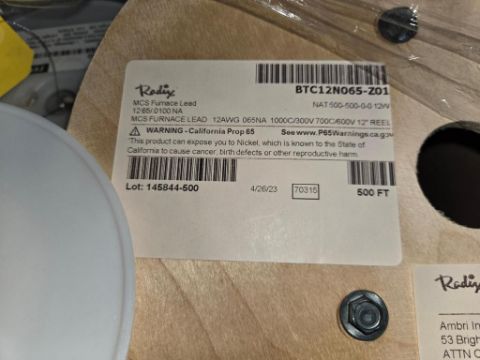 Radix
BTC12N065-Z01
MCS Furnace Lead
12/65/.0100 NA
NAT 500-500-0-0 12W
MCS FURNACE LEAD 12AWG 065NA 1000C/300V 700C/600V 12" REEL
WARNING - California Prop 65 See www.P65Warnings.ca.gov
This product can expose you to Nickel, which is known to the State of
California to cause cancer, birth defects or other reproductive harm
Lot: 145844-500
4/26/23
70315
500 FT
Radix
Ambri In
53 Brigh
ATTN